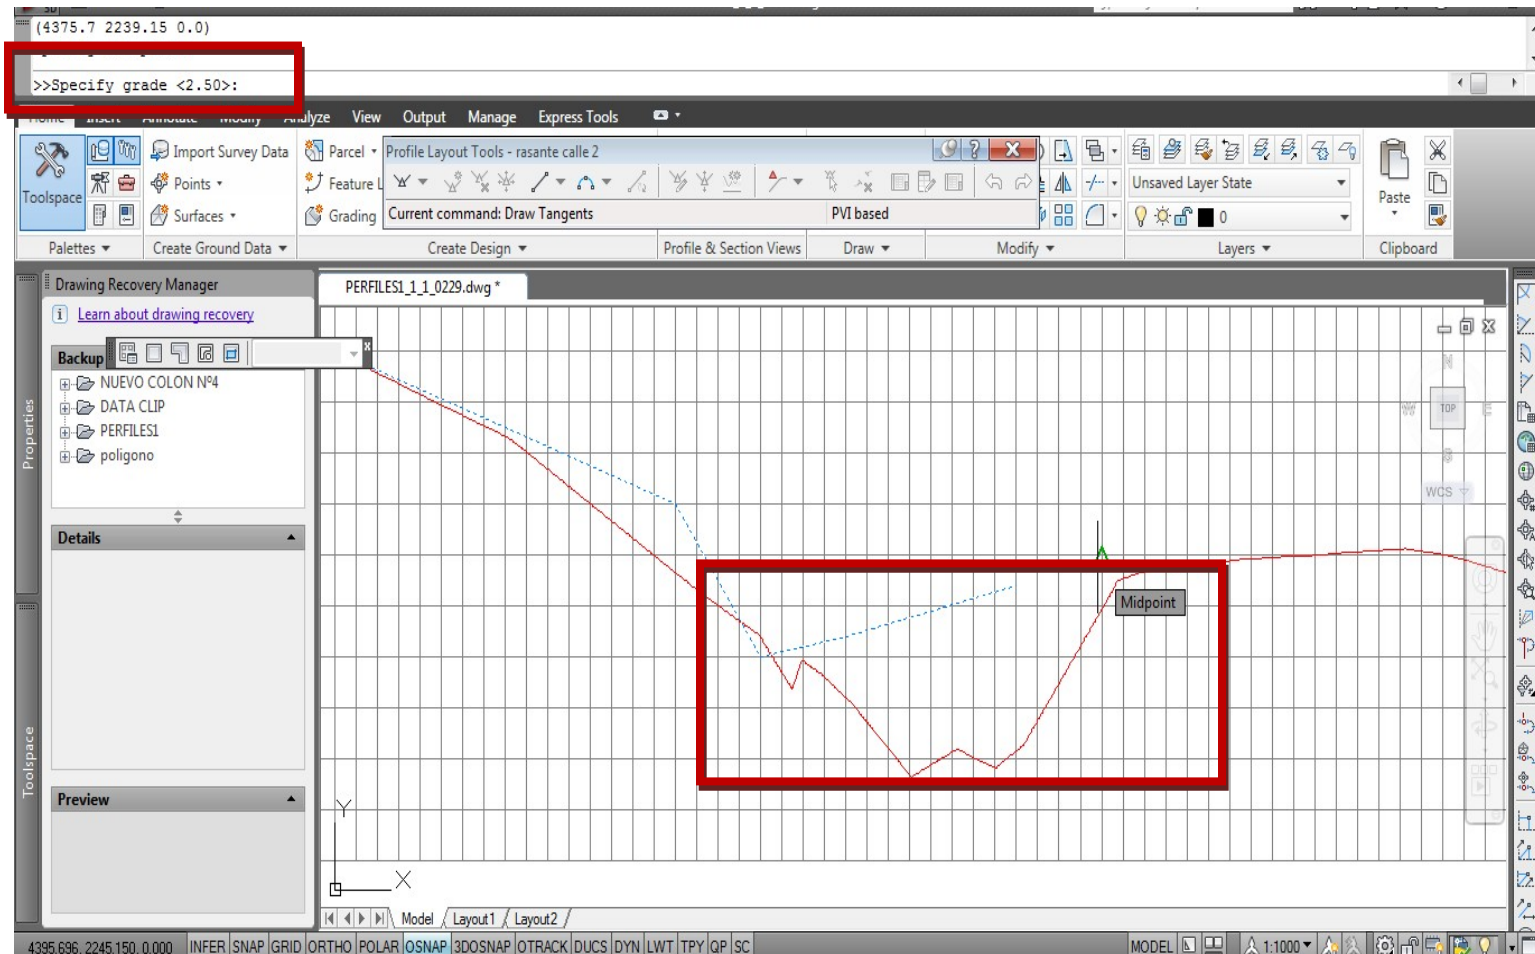 (4375.7 2239.15 0.0)
>>Specify grade <2.50>:
Home Insert Annotate Modify Analyze View Output Manage Express Tools
Toolspace
Import Survey Data
Points
Surfaces
Parcel
Feature L
Grading
Profile Layout Tools - rasante calle 2
Current command: Draw Tangents
PVI based
Unsaved Layer State
0
Paste
Palettes
Create Ground Data
Create Design
Profile & Section Views
Draw
Modify
Layers
Clipboard
Drawing Recovery Manager
PERFILES1_1_1_0229.dwg *
Learn about drawing recovery
Backup
NUEVO COLON Nº4
DATA CLIP
PERFILES1
poligono
Details
Preview
Properties
Toolspace
N
TOP
E
WCS
Midpoint
Y
X
Model
Layout1
Layout2
4395.696, 2245.150, 0.000
INFER SNAP GRID ORTHO POLAR OSNAP 3DOSNAP OTRACK DUCS DYN LWT TPY QP SC
MODEL
1:1000